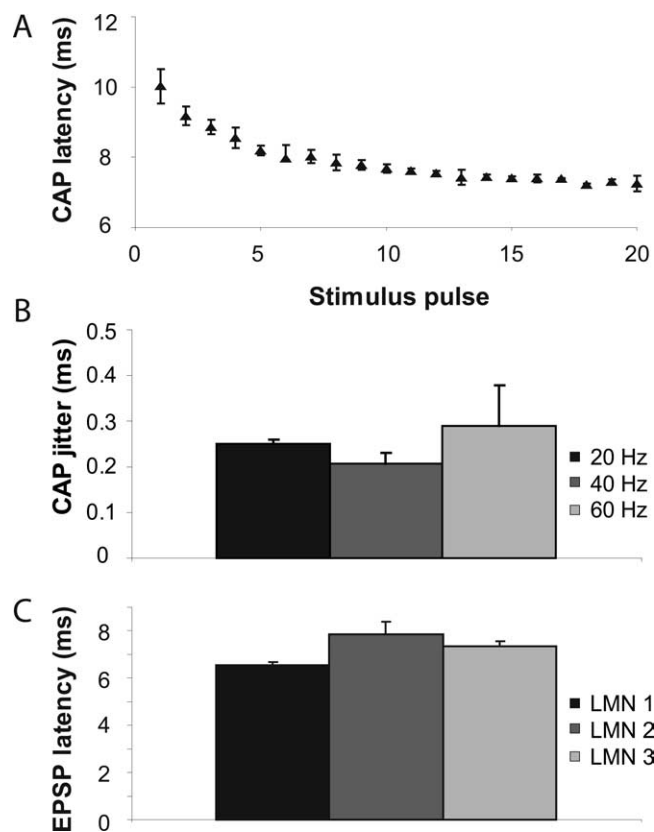 A
CAP latency (ms)
10
8
6
0
5
10
15
20
Stimulus pulse
B
CAP jitter (ms)
0.5
0.4
0.3
0.2
0.1
0
20 Hz
40 Hz
60 Hz
C
EPSP latency (ms)
8
6
4
2
0
LMN 1
LMN 2
LMN 3